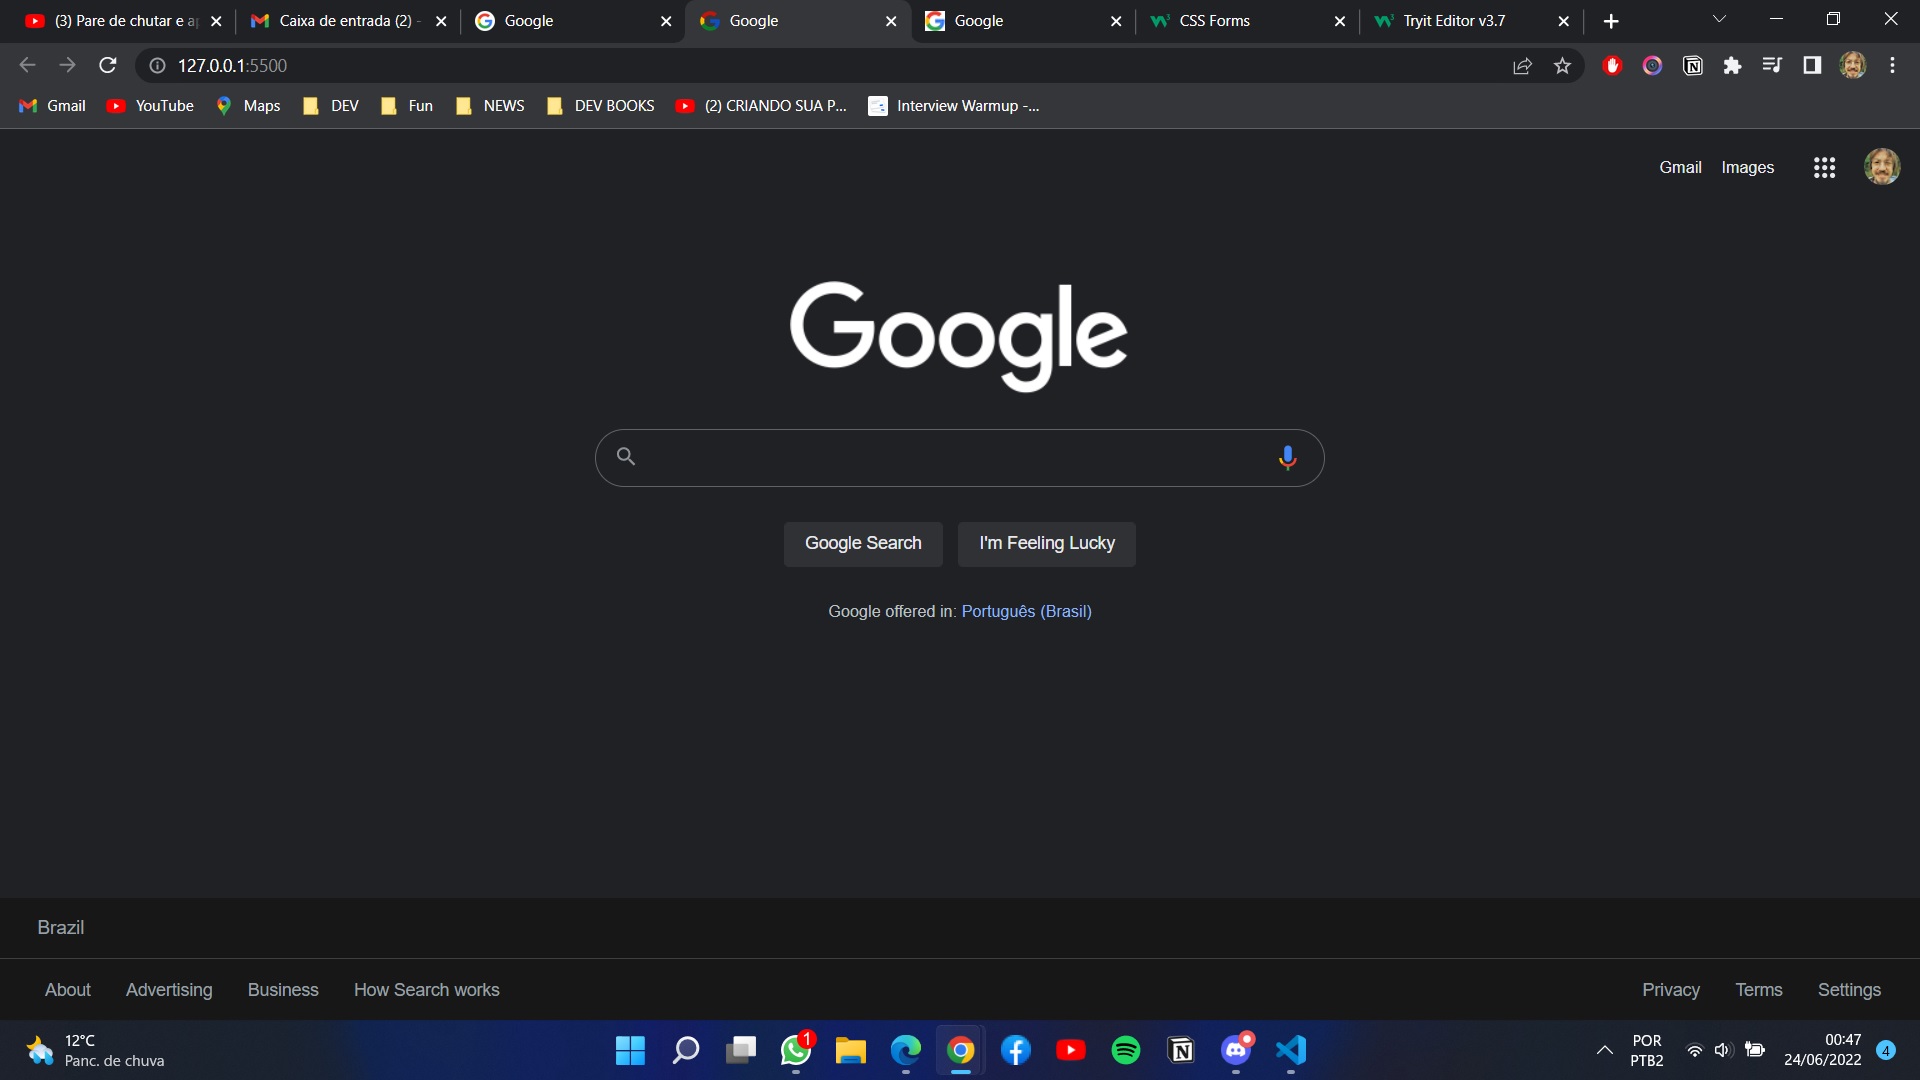 (3) Pare de chutar e a
Caixa de entrada (2) -
Google
Google
Google
CSS Forms
Tryit Editor v3.7
127.0.0.1:5500
Gmail
YouTube
Maps
DEV
Fun
NEWS
DEV BOOKS
(2) CRIANDO SUA P...
Interview Warmup -...
Gmail
Images
Google
Google Search
I'm Feeling Lucky
Google offered in: Português (Brasil)
Brazil
About
Advertising
Business
How Search works
Privacy
Terms
Settings
12°C
Panc. de chuva
1
POR
PTB2
00:47
24/06/2022
4